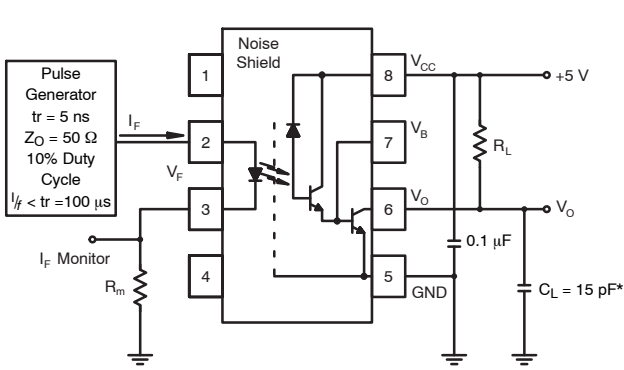 Pulse
Generator
tr = 5 ns
ZO = 50 Ω
10% Duty
Cycle
I/f < tr =100 μs
IF
VF
IF Monitor
Rm
Noise
Shield
1
2
3
4
8
7
6
5
VCC
VB
VO
GND
+5 V
RL
VO
0.1 μF
CL = 15 pF*